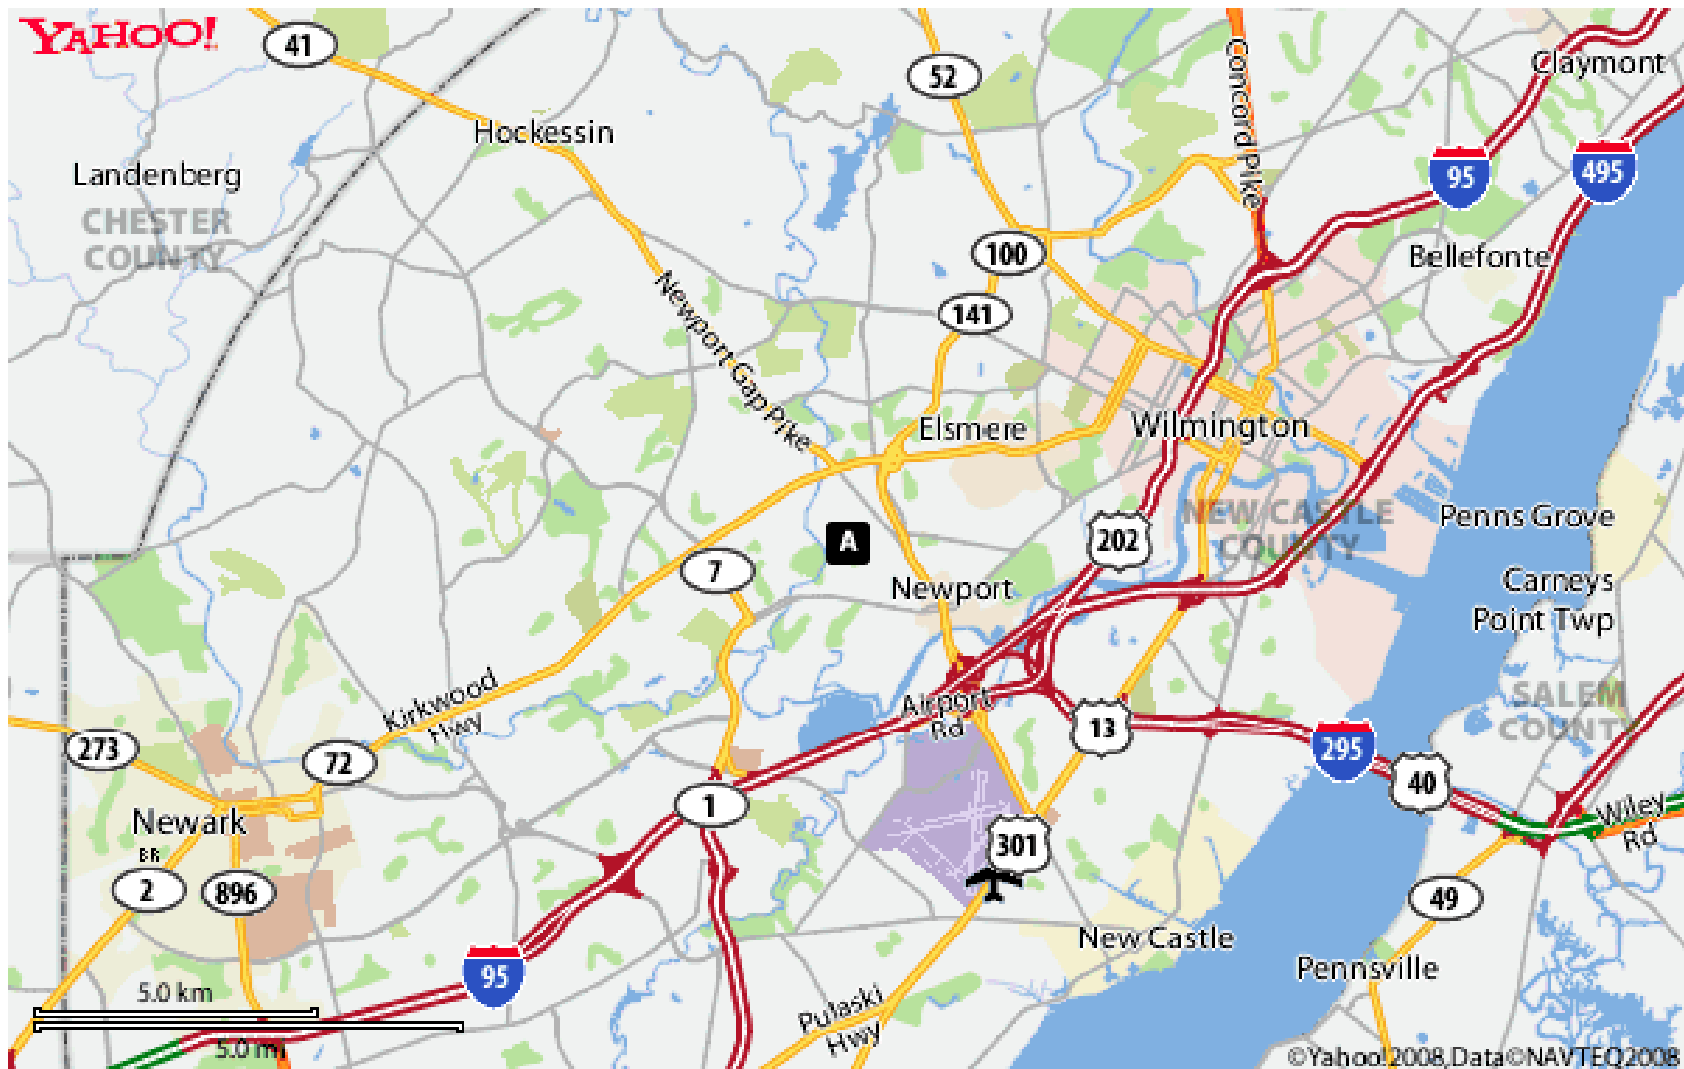 YAHOO!
41
52
Concord Pike
Claymont
Hockessin
95
495
Landenberg
CHESTER
COUNTY
100
Bellefonte
141
Newport Gap Pike
Elsmere
Wilmington
NEW CASTLE
COUNTY
Penns Grove
A
202
7
Newport
Carneys
Point Twp
Kirkwood
Hwy
Airport
Rd
SALEM
COUNTY
273
72
13
295
40
1
Wiley
Rd
Newark
BR
2
896
301
49
New Castle
Pennsville
95
5.0 km
5.0 mi
Pulaski
Hwy
©Yahoo!2008,Data©NAVTEQ2008